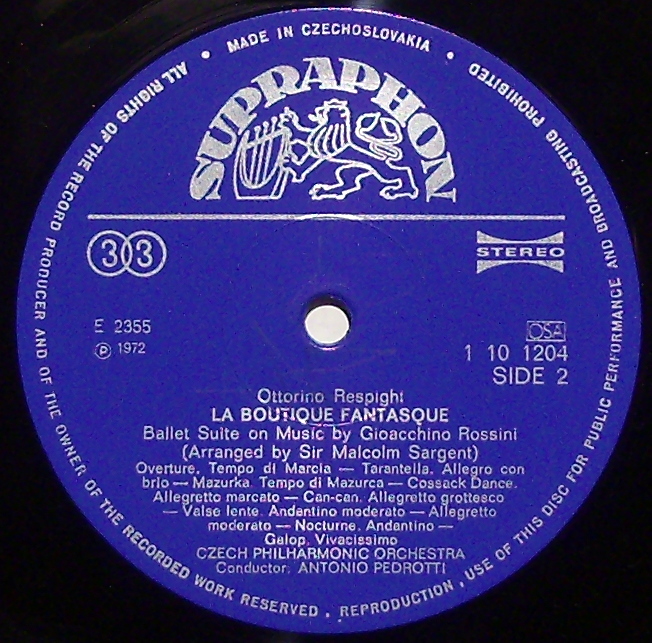 ALL RIGHTS OF THE RECORD PRODUCER AND OF THE OWNER OF THE RECORDED WORK RESERVED . REPRODUCTION , USE OF THIS DISC FOR PUBLIC PERFORMANCE AND BROADCASTING PROHIBITED
• MADE IN CZECHOSLOVAKIA •
SUPRAPHON
33
STEREO
E 2355
Ⓟ 1972
OSA
1 10 1204
SIDE 2
Ottorino Respighi
LA BOUTIQUE FANTASQUE
Ballet Suite on Music by Gioacchino Rossini
(Arranged by Sir Malcolm Sargent)
Overture. Tempo di Marcia — Tarantella. Allegro con
brio — Mazurka. Tempo di Mazurca — Cossack Dance.
Allegretto marcato — Can-can. Allegretto grottesco
— Valse lente. Andantino moderato — Allegretto
moderato — Nocturne. Andantino —
Galop. Vivacissimo
CZECH PHILHARMONIC ORCHESTRA
Conductor: ANTONIO PEDROTTI